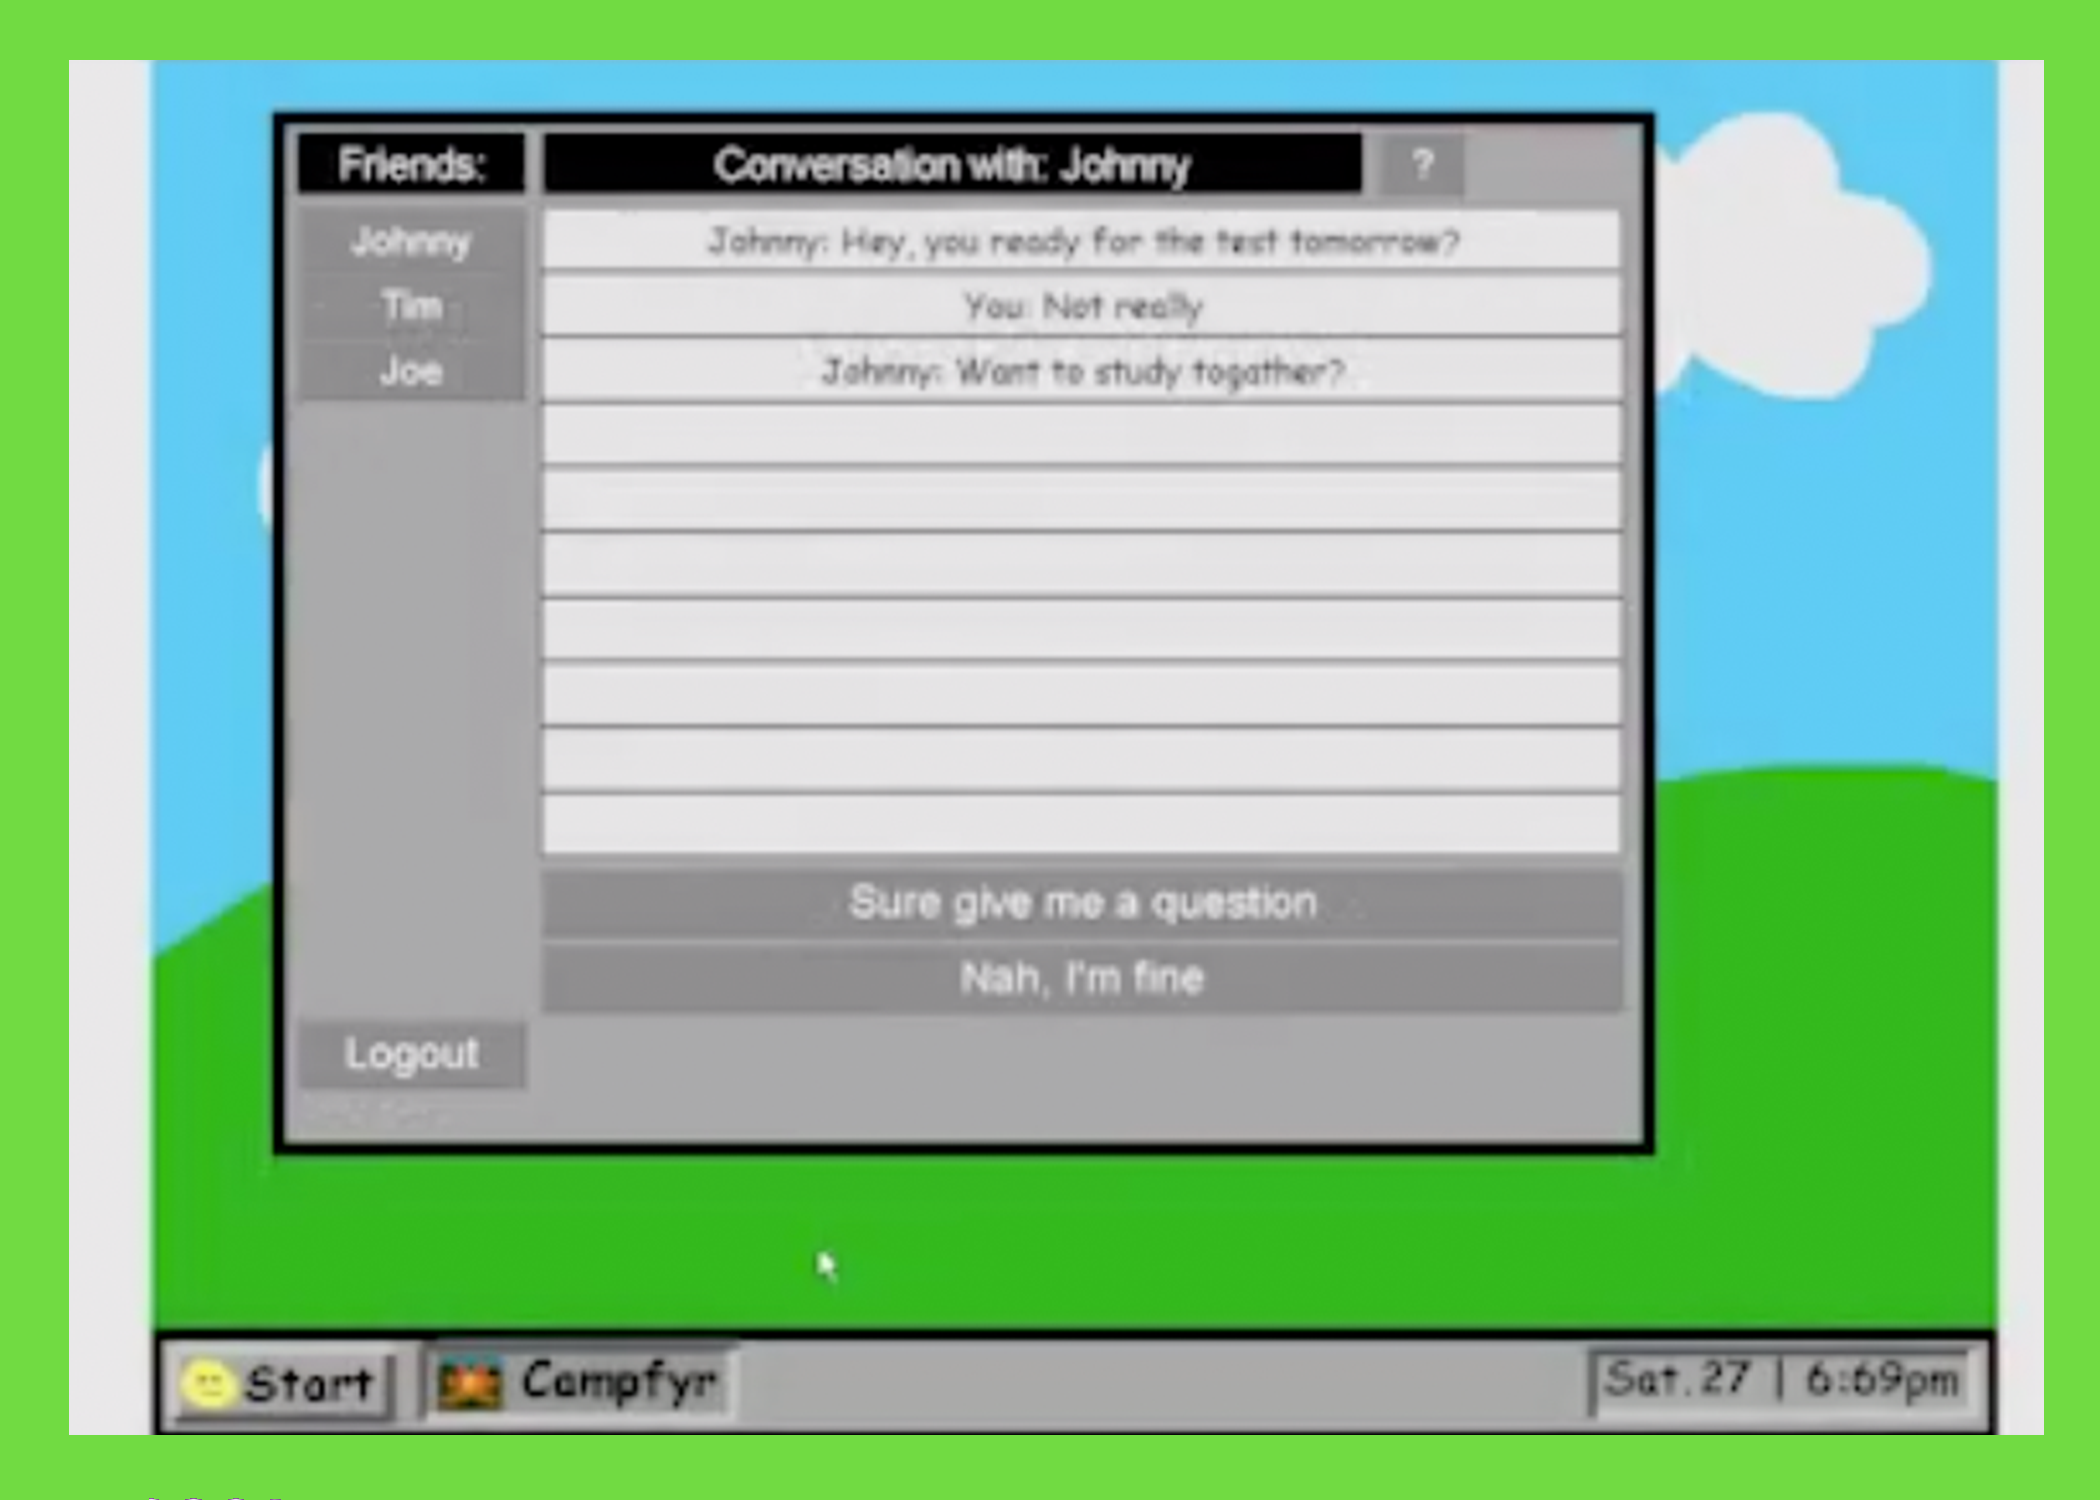 Friends:
Conversation with: Johnny
?
Johnny
Tim
Joe
Johnny: Hey, you ready for the test tomorrow?
You: Not really
Johnny: Want to study togather?
Sure give me a question
Nah, I'm fine
Logout
Start
Campfyr
Sat.27 | 6:69pm